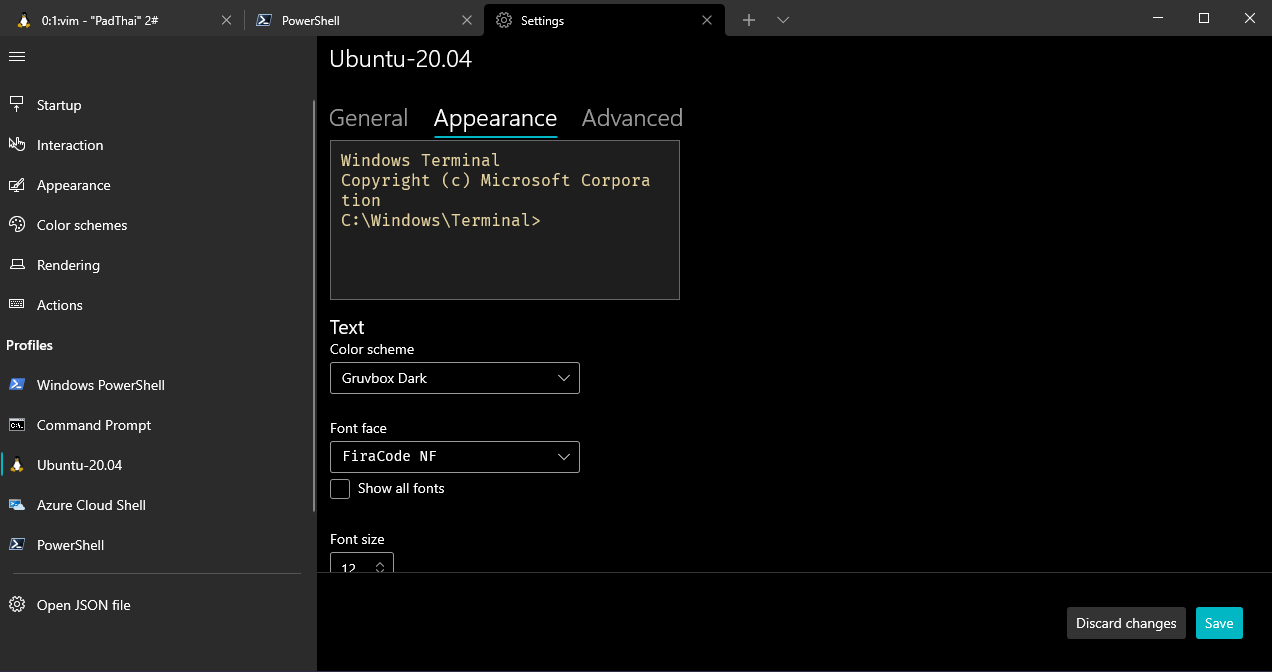 0:1:vim - "PadThai" 2#
PowerShell
Settings
Startup
Interaction
Appearance
Color schemes
Rendering
Actions
Profiles
Windows PowerShell
Command Prompt
Ubuntu-20.04
Azure Cloud Shell
PowerShell
Open JSON file
Ubuntu-20.04
General Appearance Advanced
Windows Terminal
Copyright (c) Microsoft Corpora
tion
C:\Windows\Terminal>
Text
Color scheme
Gruvbox Dark
Font face
FiraCode NF
Show all fonts
Font size
12
Discard changes
Save